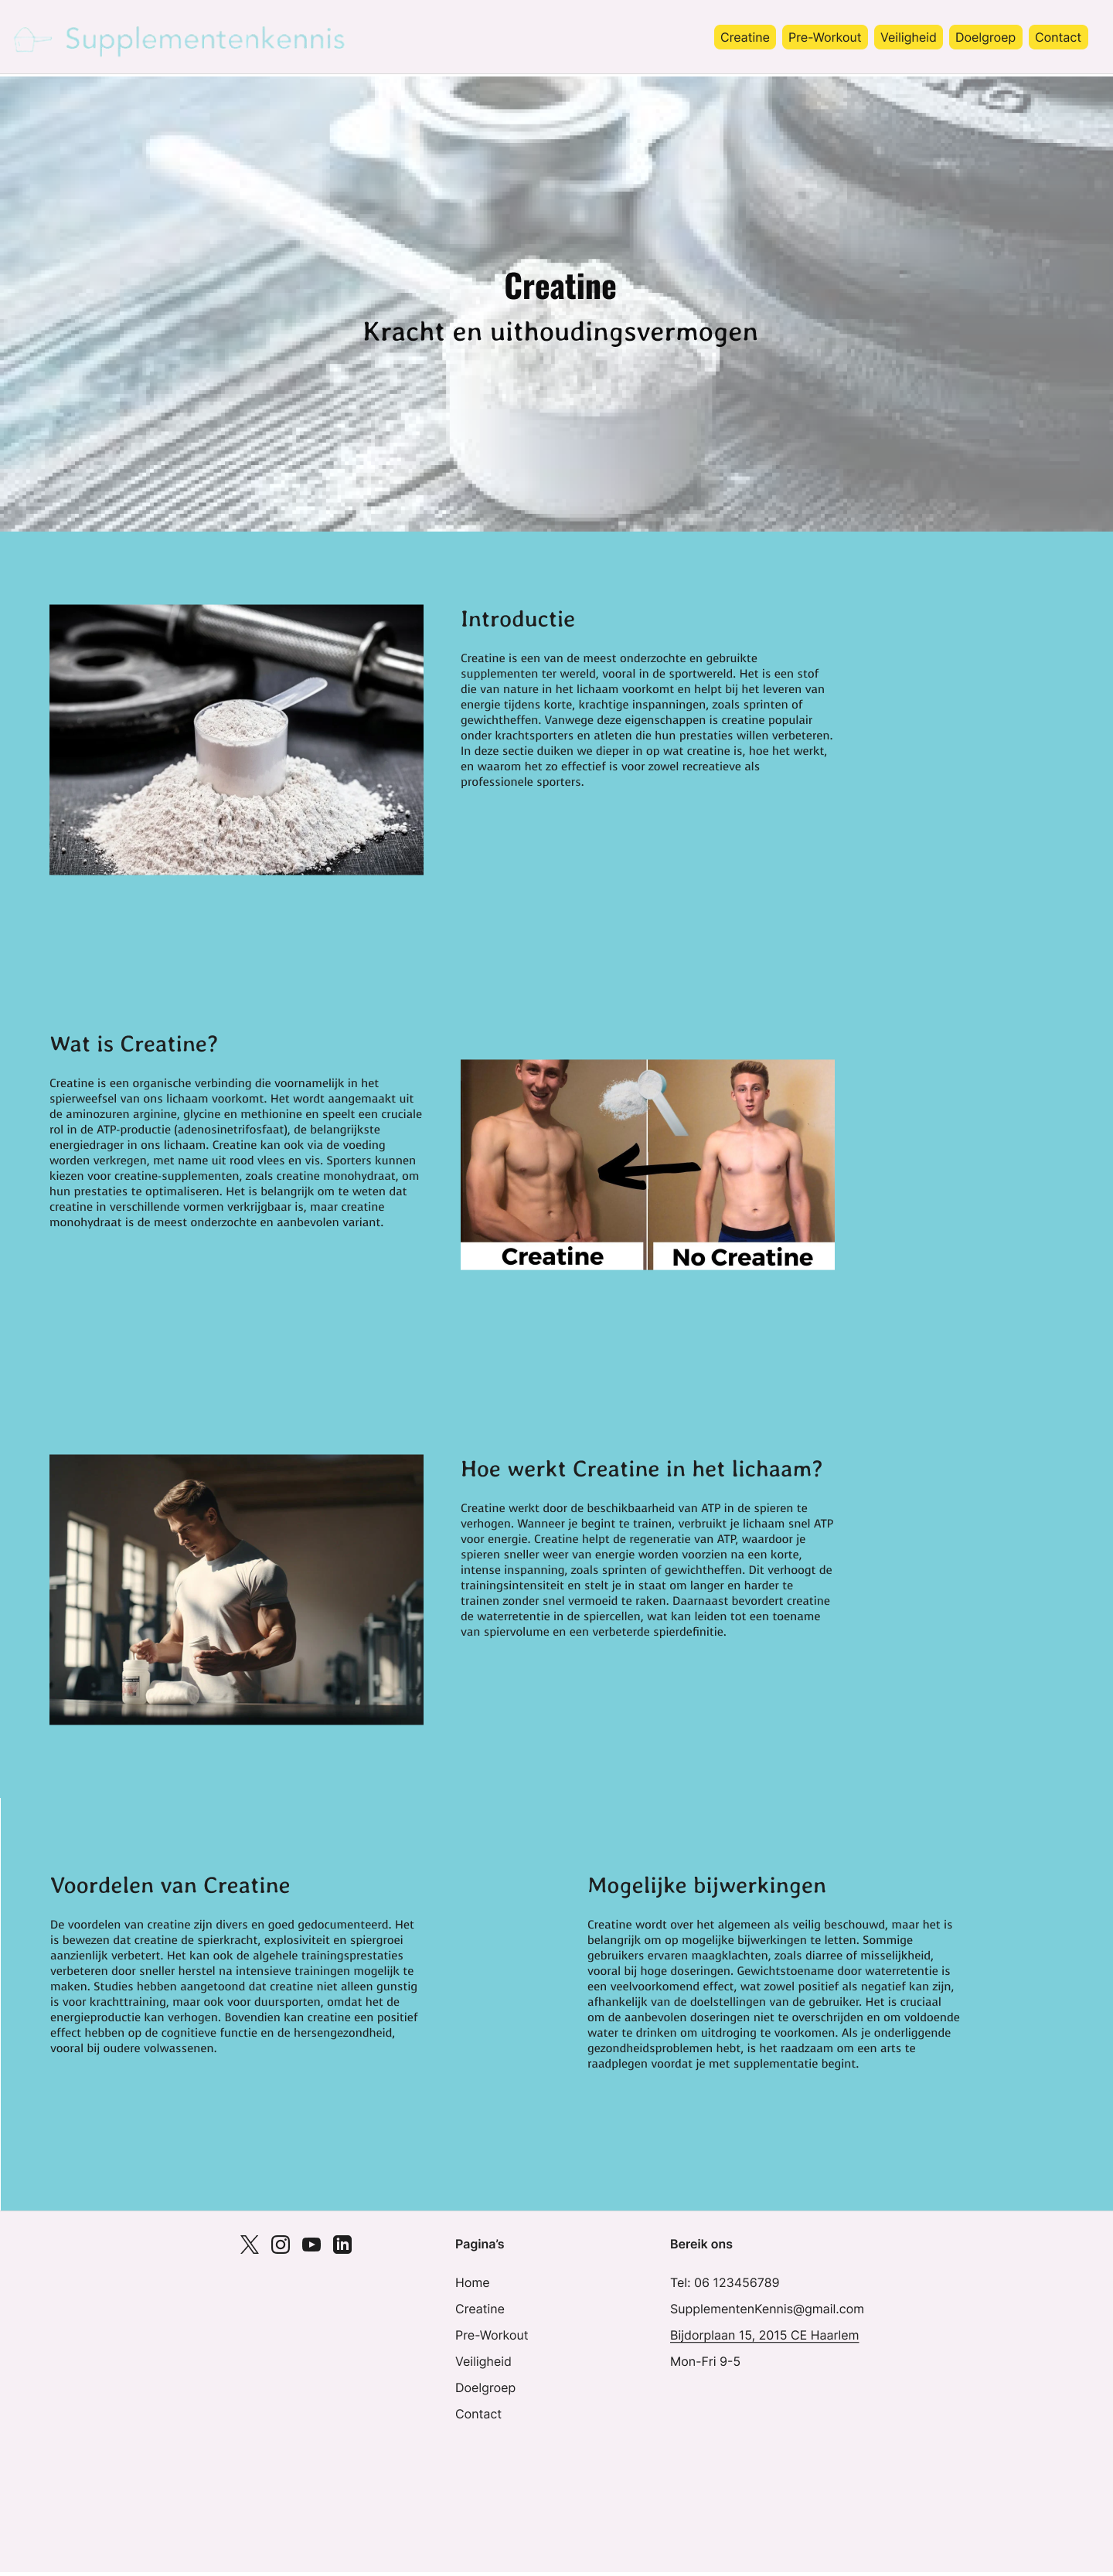 Supplementenkennis
Creatine
Pre-Workout
Veiligheid
Doelgroep
Contact
Creatine
Kracht en uithoudingsvermogen
Introductie
Creatine is een van de meest onderzochte en gebruikte
supplementen ter wereld, vooral in de sportwereld. Het is een stof
die van nature in het lichaam voorkomt en helpt bij het leveren van
energie tijdens korte, krachtige inspanningen, zoals sprinten of
gewichtheffen. Vanwege deze eigenschappen is creatine populair
onder krachtsporters en atleten die hun prestaties willen verbeteren.
In deze sectie duiken we dieper in op wat creatine is, hoe het werkt,
en waarom het zo effectief is voor zowel recreatieve als
professionele sporters.
Wat is Creatine?
Creatine is een organische verbinding die voornamelijk in het
spierweefsel van ons lichaam voorkomt. Het wordt aangemaakt uit
de aminozuren arginine, glycine en methionine en speelt een cruciale
rol in de ATP-productie (adenosinetrifosfaat), de belangrijkste
energiedrager in ons lichaam. Creatine kan ook via de voeding
worden verkregen, met name uit rood vlees en vis. Sporters kunnen
kiezen voor creatine-supplementen, zoals creatine monohydraat, om
hun prestaties te optimaliseren. Het is belangrijk om te weten dat
creatine in verschillende vormen verkrijgbaar is, maar creatine
monohydraat is de meest onderzochte en aanbevolen variant.
Creatine
No Creatine
Hoe werkt Creatine in het lichaam?
Creatine werkt door de beschikbaarheid van ATP in de spieren te
verhogen. Wanneer je begint te trainen, verbruikt je lichaam snel ATP
voor energie. Creatine helpt de regeneratie van ATP, waardoor je
spieren sneller weer van energie worden voorzien na een korte,
intense inspanning, zoals sprinten of gewichtheffen. Dit verhoogt de
trainingsintensiteit en stelt je in staat om langer en harder te
trainen zonder snel vermoeid te raken. Daarnaast bevordert creatine
de waterretentie in de spiercellen, wat kan leiden tot een toename
van spiervolume en een verbeterde spierdefinitie.
Voordelen van Creatine
De voordelen van creatine zijn divers en goed gedocumenteerd. Het
is bewezen dat creatine de spierkracht, explosiviteit en spiergroei
aanzienlijk verbetert. Het kan ook de algehele trainingsprestaties
verbeteren door sneller herstel na intensieve trainingen mogelijk te
maken. Studies hebben aangetoond dat creatine niet alleen gunstig
is voor krachttraining, maar ook voor duursporten, omdat het de
energieproductie kan verhogen. Bovendien kan creatine een positief
effect hebben op de cognitieve functie en de hersengezondheid,
vooral bij oudere volwassenen.
Mogelijke bijwerkingen
Creatine wordt over het algemeen als veilig beschouwd, maar het is
belangrijk om op mogelijke bijwerkingen te letten. Sommige
gebruikers ervaren maagklachten, zoals diarree of misselijkheid,
vooral bij hoge doseringen. Gewichtstoename door waterretentie is
een veelvoorkomend effect, wat zowel positief als negatief kan zijn,
afhankelijk van de doelstellingen van de gebruiker. Het is cruciaal
om de aanbevolen doseringen niet te overschrijden en om voldoende
water te drinken om uitdroging te voorkomen. Als je onderliggende
gezondheidsproblemen hebt, is het raadzaam om een arts te
raadplegen voordat je met supplementatie begint.
Pagina's
Home
Creatine
Pre-Workout
Veiligheid
Doelgroep
Contact
Bereik ons
Tel: 06 123456789
SupplementenKennis@gmail.com
Bijdorplaan 15, 2015 CE Haarlem
Mon-Fri 9-5